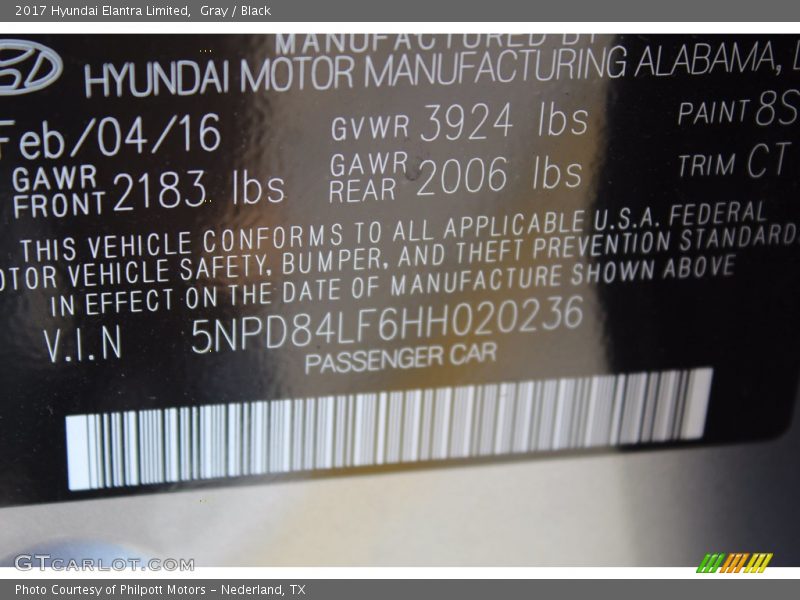 2017 Hyundai Elantra Limited, Gray / Black
MANUFACTURED BY
HYUNDAI MOTOR MANUFACTURING ALABAMA,
Feb/04/16 GVWR 3924 lbs PAINT 8S
GAWR FRONT 2183 lbs GAWR REAR 2006 lbs TRIM CT
THIS VEHICLE CONFORMS TO ALL APPLICABLE U.S.A. FEDERAL
OTOR VEHICLE SAFETY, BUMPER, AND THEFT PREVENTION STANDARD
IN EFFECT ON THE DATE OF MANUFACTURE SHOWN ABOVE
V.I.N 5NPD84LF6HH020236
PASSENGER CAR
GTCARLOT.COM
Photo Courtesy of Philpott Motors - Nederland, TX